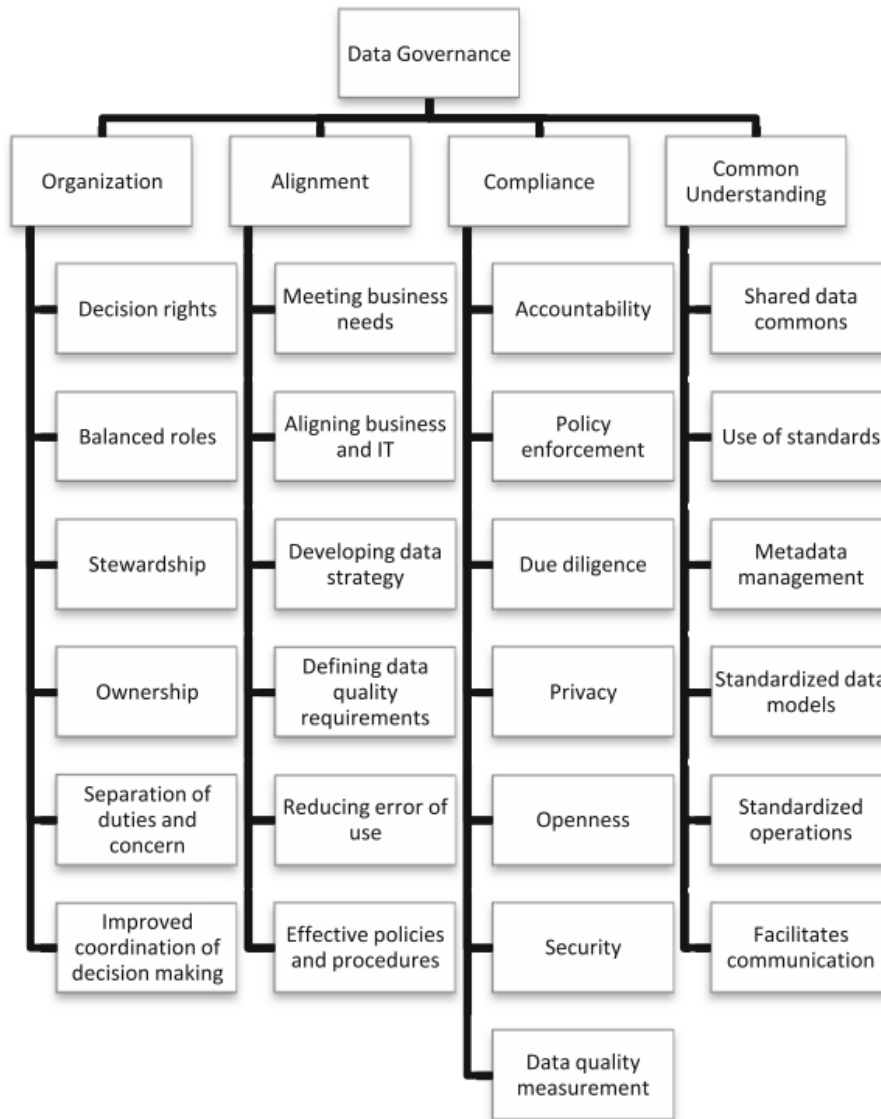 Data Governance
Organization
Alignment
Compliance
Common
Understanding
Decision rights
Meeting business
needs
Accountability
Shared data
commons
Balanced roles
Aligning business
and IT
Policy
enforcement
Use of standards
Stewardship
Developing data
strategy
Due diligence
Metadata
management
Ownership
Defining data
quality
requirements
Privacy
Standardized data
models
Separation of
duties and
concern
Reducing error of
use
Openness
Standardized
operations
Improved
coordination of
decision making
Effective policies
and procedures
Security
Facilitates
communication
Data quality
measurement